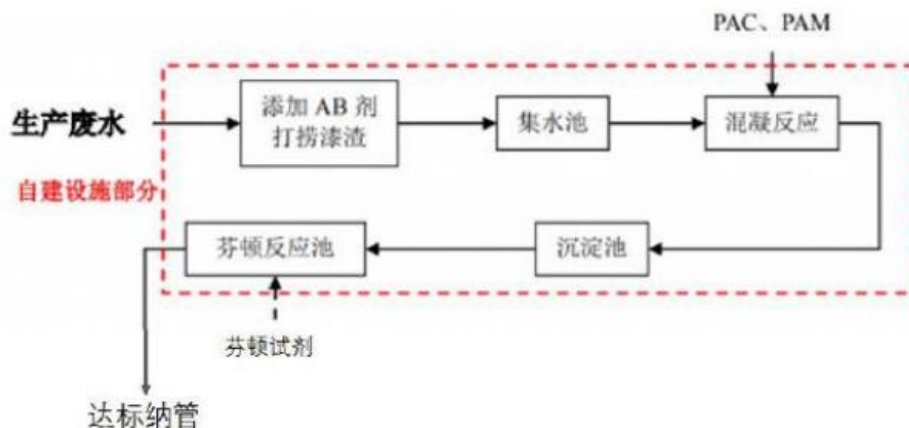 PAC、PAM
生产废水
添加 AB 剂
打捞漆渣
集水池
混凝反应
自建设施部分
芬顿反应池
沉淀池
芬顿试剂
达标纳管